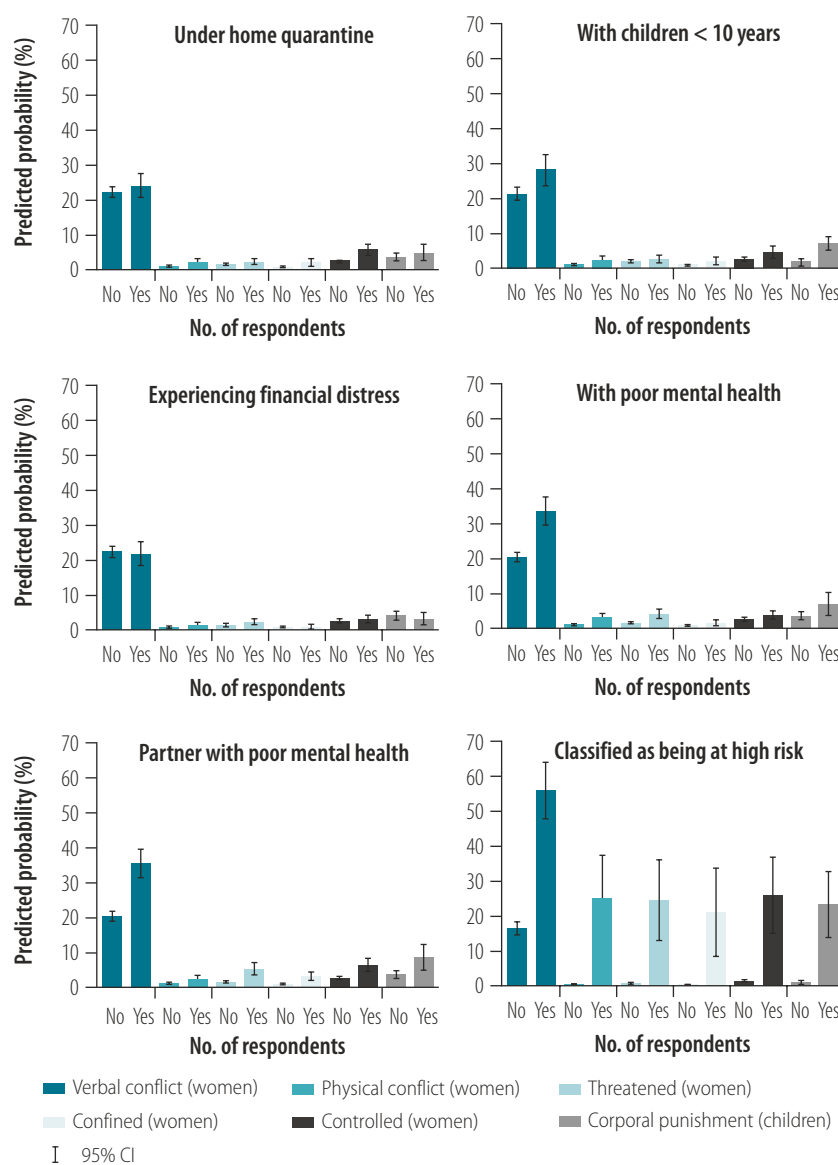 Under home quarantine
Predicted probability (%)
70
60
50
40
30
20
10
0
No Yes No Yes No Yes No Yes No Yes No Yes
No. of respondents
With children < 10 years
70
60
50
40
30
20
10
0
No Yes No Yes No Yes No Yes No Yes No Yes
No. of respondents
Experiencing financial distress
Predicted probability (%)
70
60
50
40
30
20
10
0
No Yes No Yes No Yes No Yes No Yes No Yes
No. of respondents
With poor mental health
70
60
50
40
30
20
10
0
No Yes No Yes No Yes No Yes No Yes No Yes
No. of respondents
Partner with poor mental health
Predicted probability (%)
70
60
50
40
30
20
10
0
No Yes No Yes No Yes No Yes No Yes No Yes
No. of respondents
Classified as being at high risk
70
60
50
40
30
20
10
0
No Yes No Yes No Yes No Yes No Yes No Yes
No. of respondents
Verbal conflict (women) Physical conflict (women) Threatened (women)
Confined (women) Controlled (women) Corporal punishment (children)
95% CI